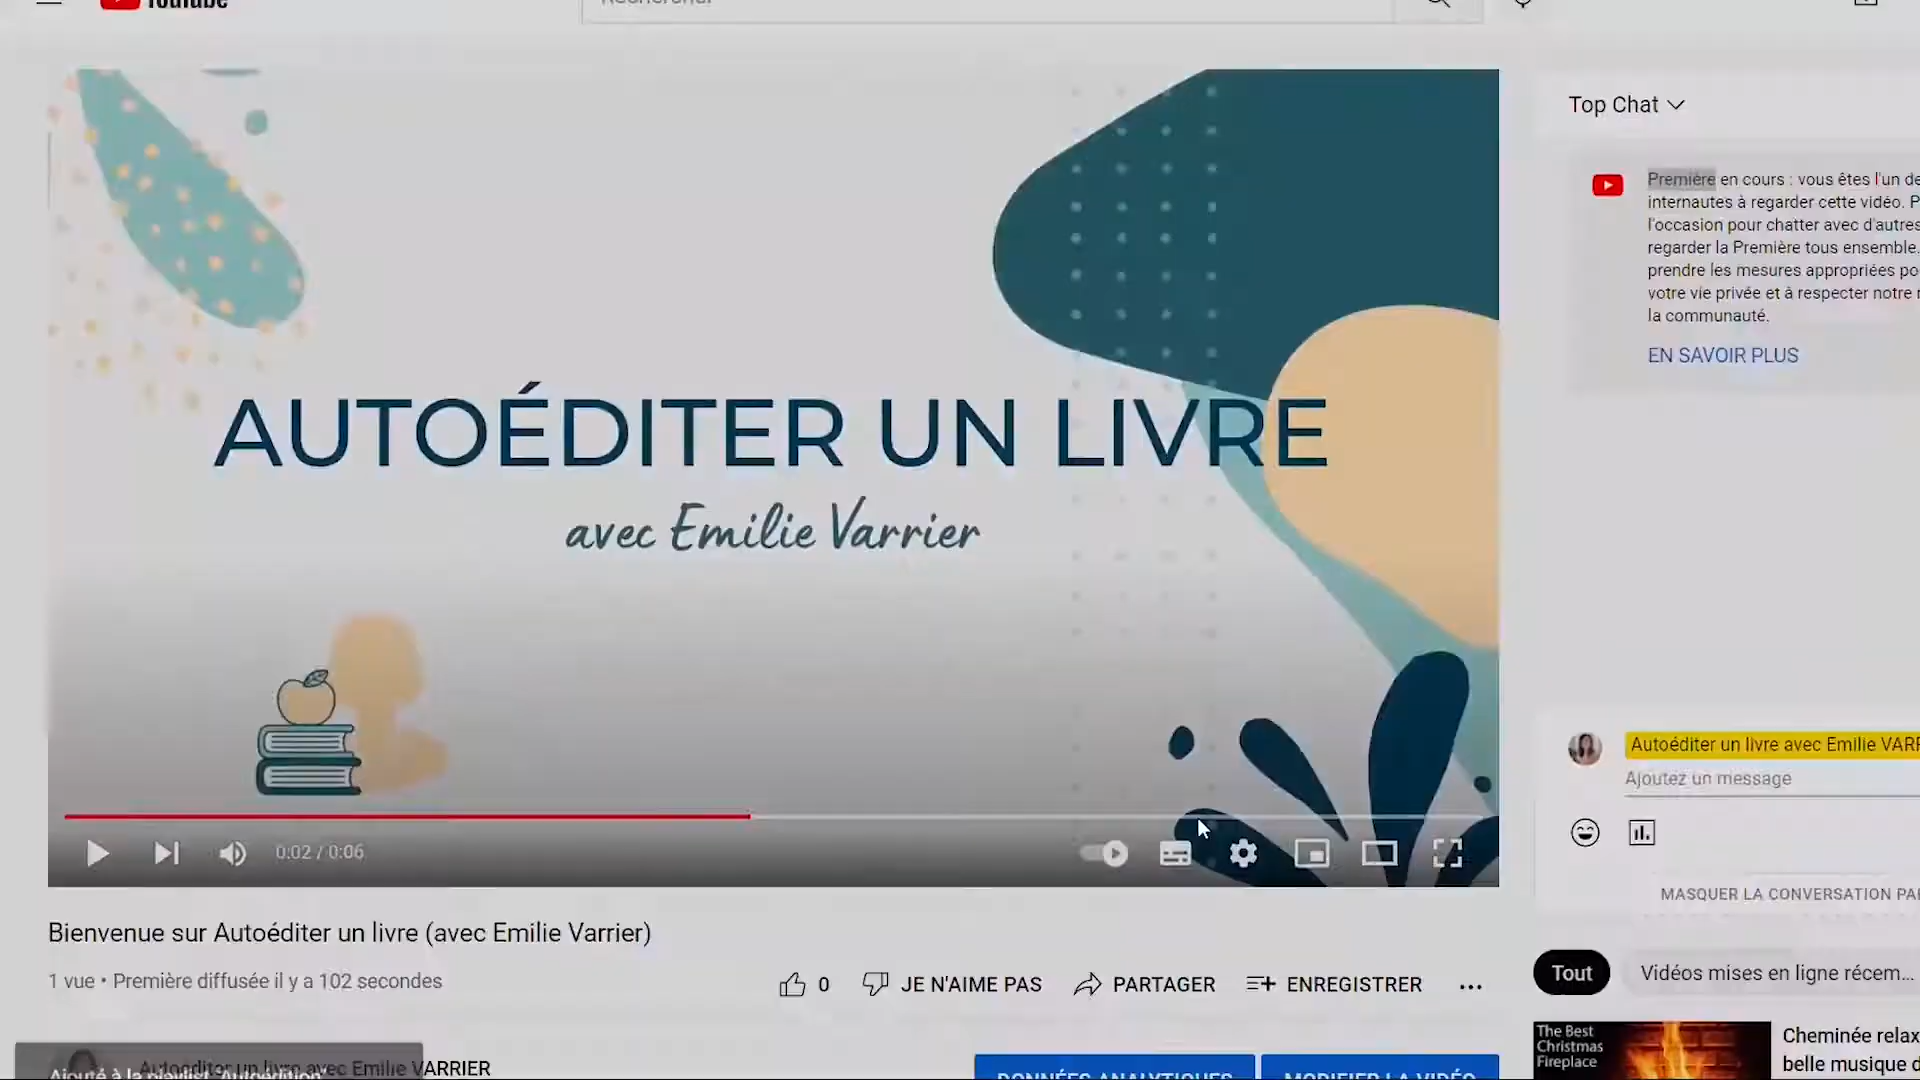 YouTube
Rechercher
Top Chat
Première en cours : vous êtes l'un de
internautes à regarder cette vidéo. P
l'occasion pour chatter avec d'autres
regarder la Première tous ensemble.
prendre les mesures appropriées po
votre vie privée et à respecter notre r
la communauté.
EN SAVOIR PLUS
AUTOÉDITER UN LIVRE
avec Emilie Varrier
0:02 / 0:06
Autoéditer un livre avec Emilie VARR
Ajoutez un message
MASQUER LA CONVERSATION PAR
Bienvenue sur Autoéditer un livre (avec Emilie Varrier)
1 vue • Première diffusée il y a 102 secondes
0
JE N'AIME PAS
PARTAGER
ENREGISTRER
Tout
Vidéos mises en ligne récem...
The Best
Christmas
Fireplace
Cheminée relax
belle musique d
Autoéditer un livre avec Emilie VARRIER
Ajouté à la playlist "Autoédition"
DONNÉES ANALYTIQUES
MODIFIER LA VIDÉO